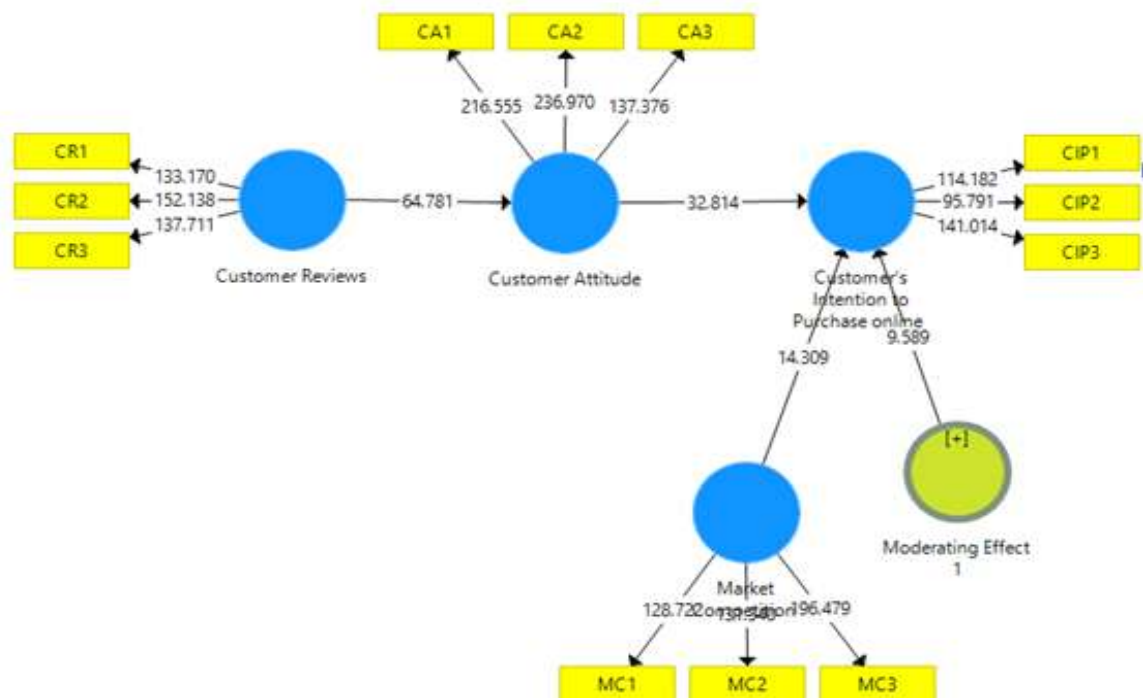 CA1 CA2 CA3
216.555 236.970 137.376
CR1
CR2
CR3
133.170
152.138
137.711
64.781
32.814
CIP1
CIP2
CIP3
114.182
95.791
141.014
Customer Reviews
Customer Attitude
Customer's
Intention to
Purchase online
14.309
9.589
[+]
Moderating Effect
1
Market
Competition
128.722
196.479
MC1 MC2 MC3